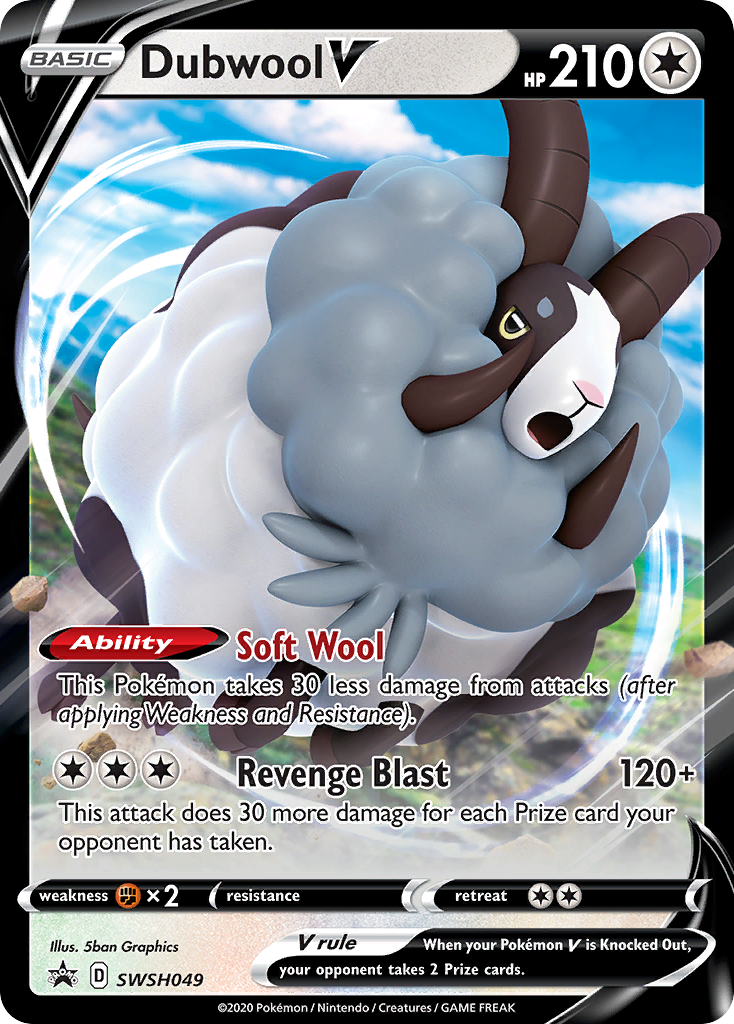 BASIC
Dubwool V
HP 210
Ability
Soft Wool
This Pokémon takes 30 less damage from attacks (after
applying Weakness and Resistance).
Revenge Blast 120+
This attack does 30 more damage for each Prize card your
opponent has taken.
weakness ×2 resistance retreat
Illus. 5ban Graphics
V rule When your Pokémon V is Knocked Out,
your opponent takes 2 Prize cards.
PROMO D SWSH049
©2020 Pokémon / Nintendo / Creatures / GAME FREAK